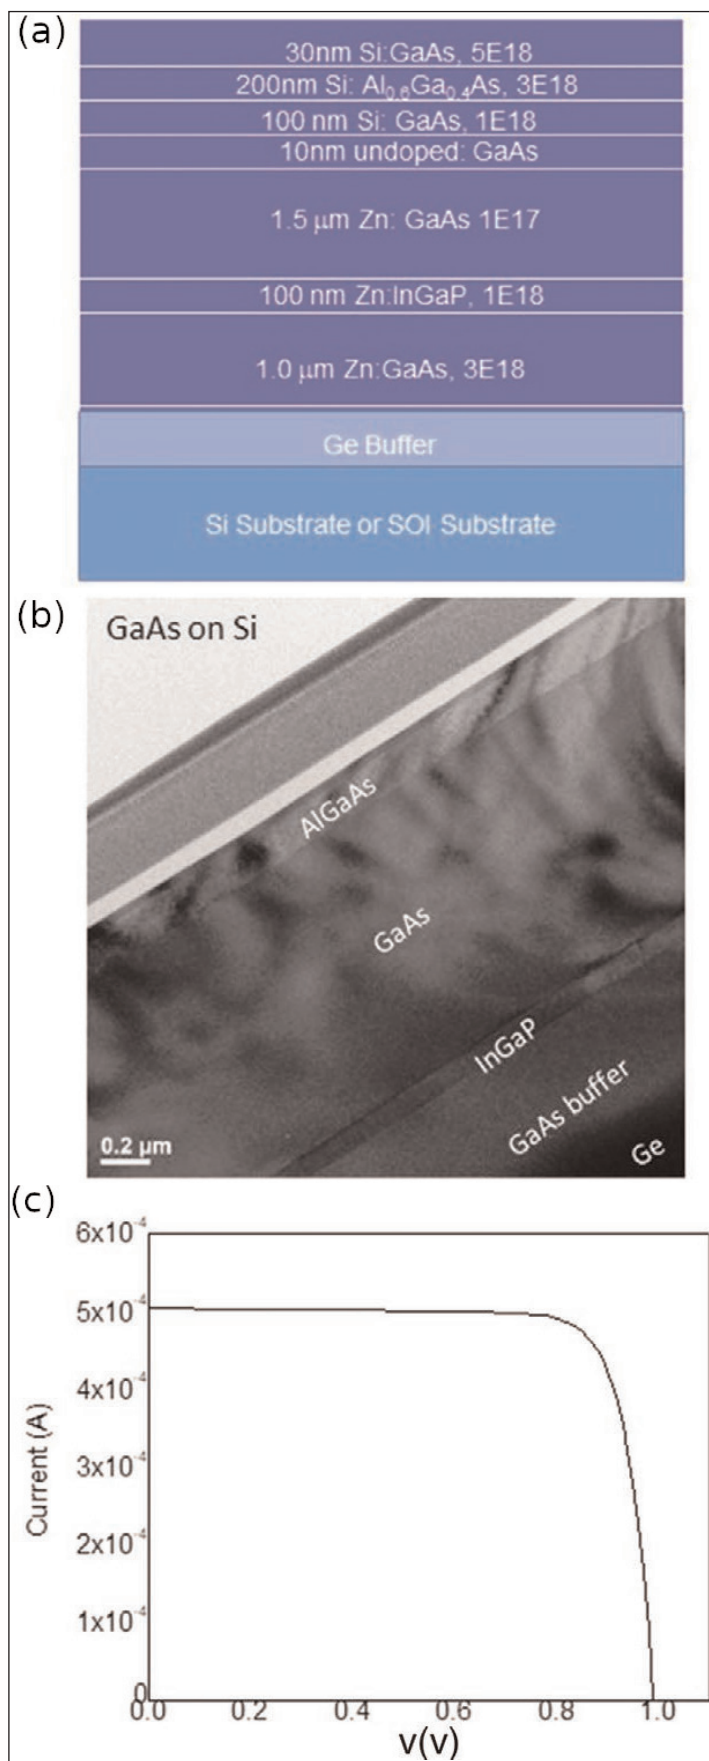 (a)
30nm Si:GaAs, 5E18
200nm Si: Al₀.₆Ga₀.₄As, 3E18
100 nm Si: GaAs, 1E18
10nm undoped: GaAs
1.5 μm Zn: GaAs 1E17
100 nm Zn:InGaP, 1E18
1.0 μm Zn:GaAs, 3E18
Ge Buffer
Si Substrate or SOI Substrate
(b)
GaAs on Si
AlGaAs
GaAs
InGaP
GaAs buffer
Ge
0.2 μm
(c)
6x10⁻⁴
5x10⁻⁴
4x10⁻⁴
3x10⁻⁴
2x10⁻⁴
1x10⁻⁴
0
Current (A)
0.0 0.2 0.4 0.6 0.8 1.0
v(v)